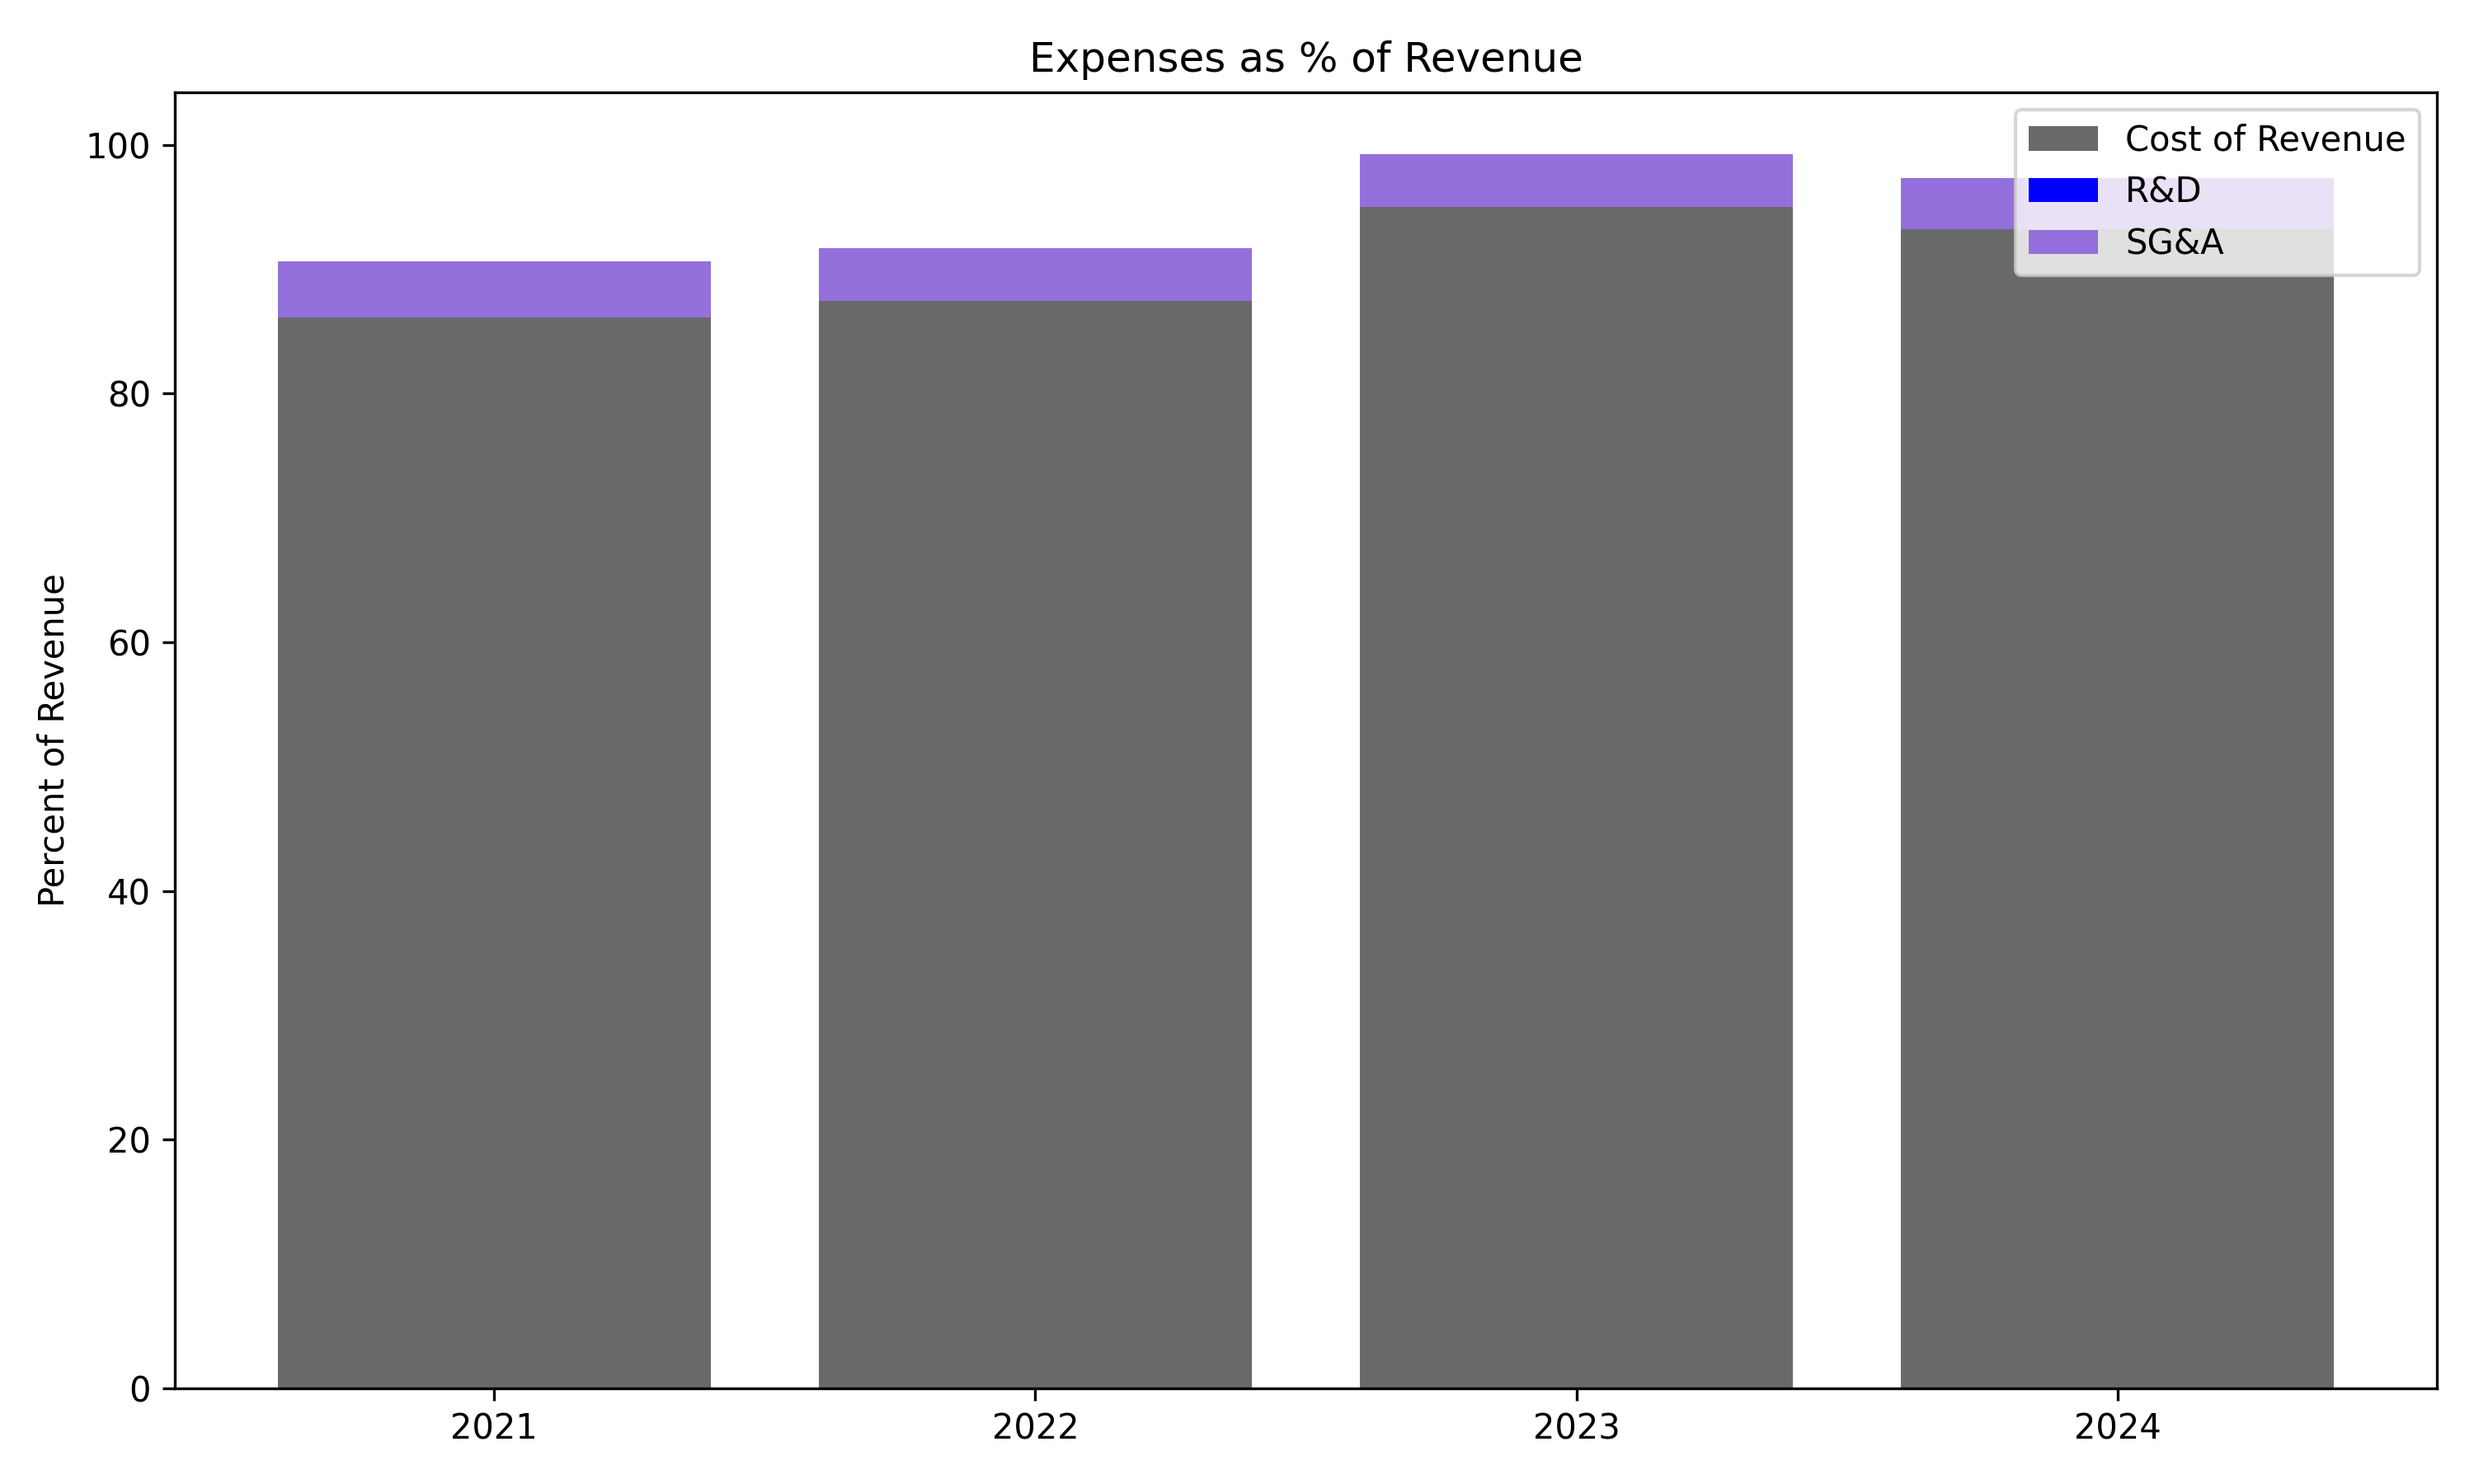 Expenses as % of Revenue
Percent of Revenue
100
80
60
40
20
0
2021
2022
2023
2024
Cost of Revenue
R&D
SG&A